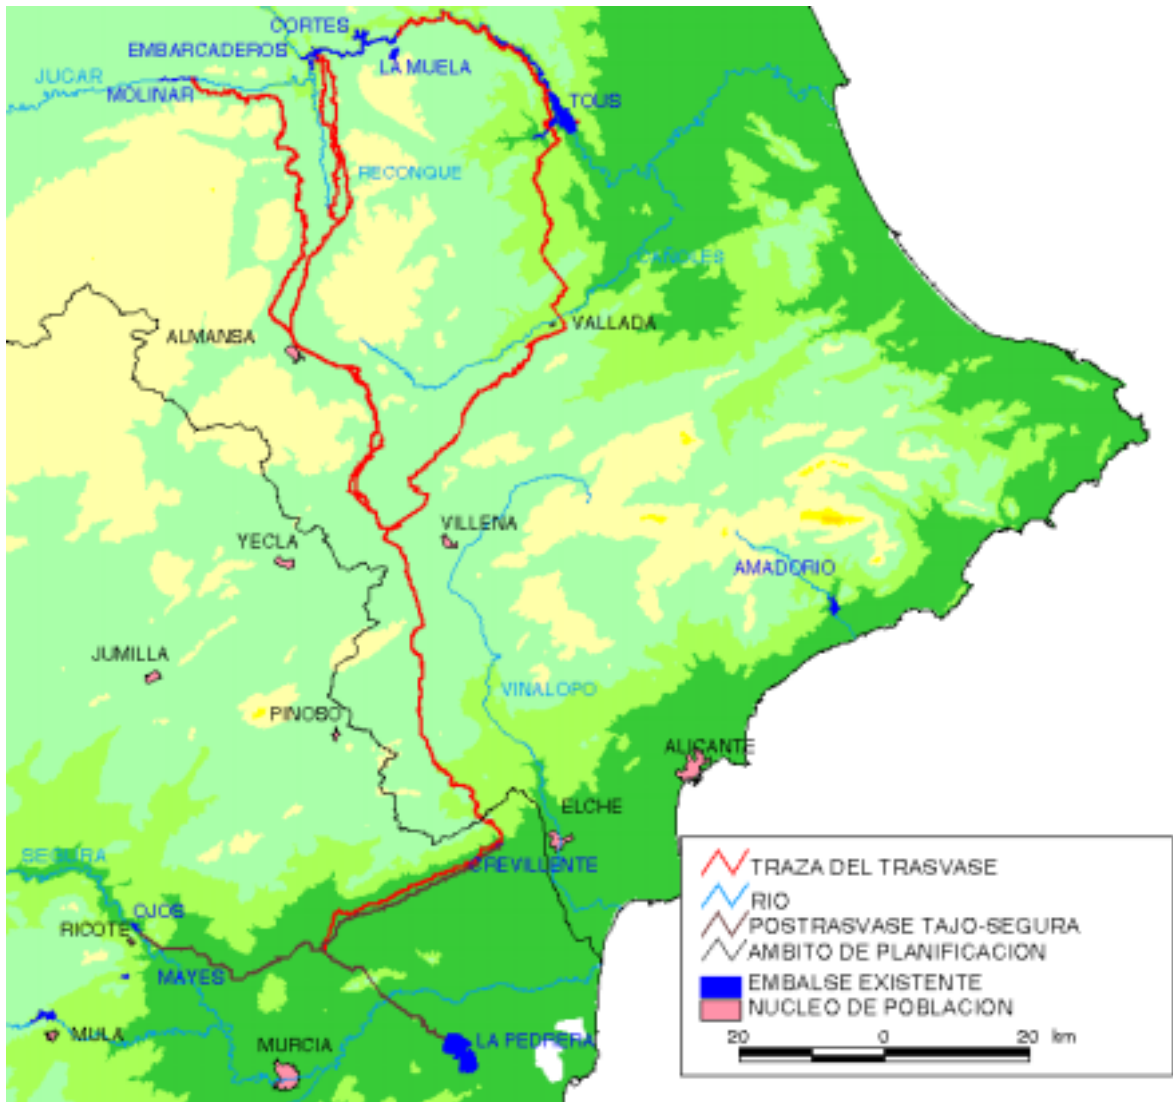 CORTES
EMBARCADEROS
LA MUELA
JUCAR
MOLINAR
TOUS
RECONQUE
CAÑOLES
VALLADA
ALMANSA
VILLENA
YECLA
AMADORIO
JUMILLA
VINALOPO
PINOSO
ALICANTE
ELCHE
SEGURA
CREVILLENTE
OJOS
RICOTE
MAYES
MULA
MURCIA
LA PEDRERA
TRAZA DEL TRASVASE
RIO
POSTRASVASE TAJO-SEGURA
AMBITO DE PLANIFICACION
EMBALSE EXISTENTE
NUCLEO DE POBLACION
20 0 20 km